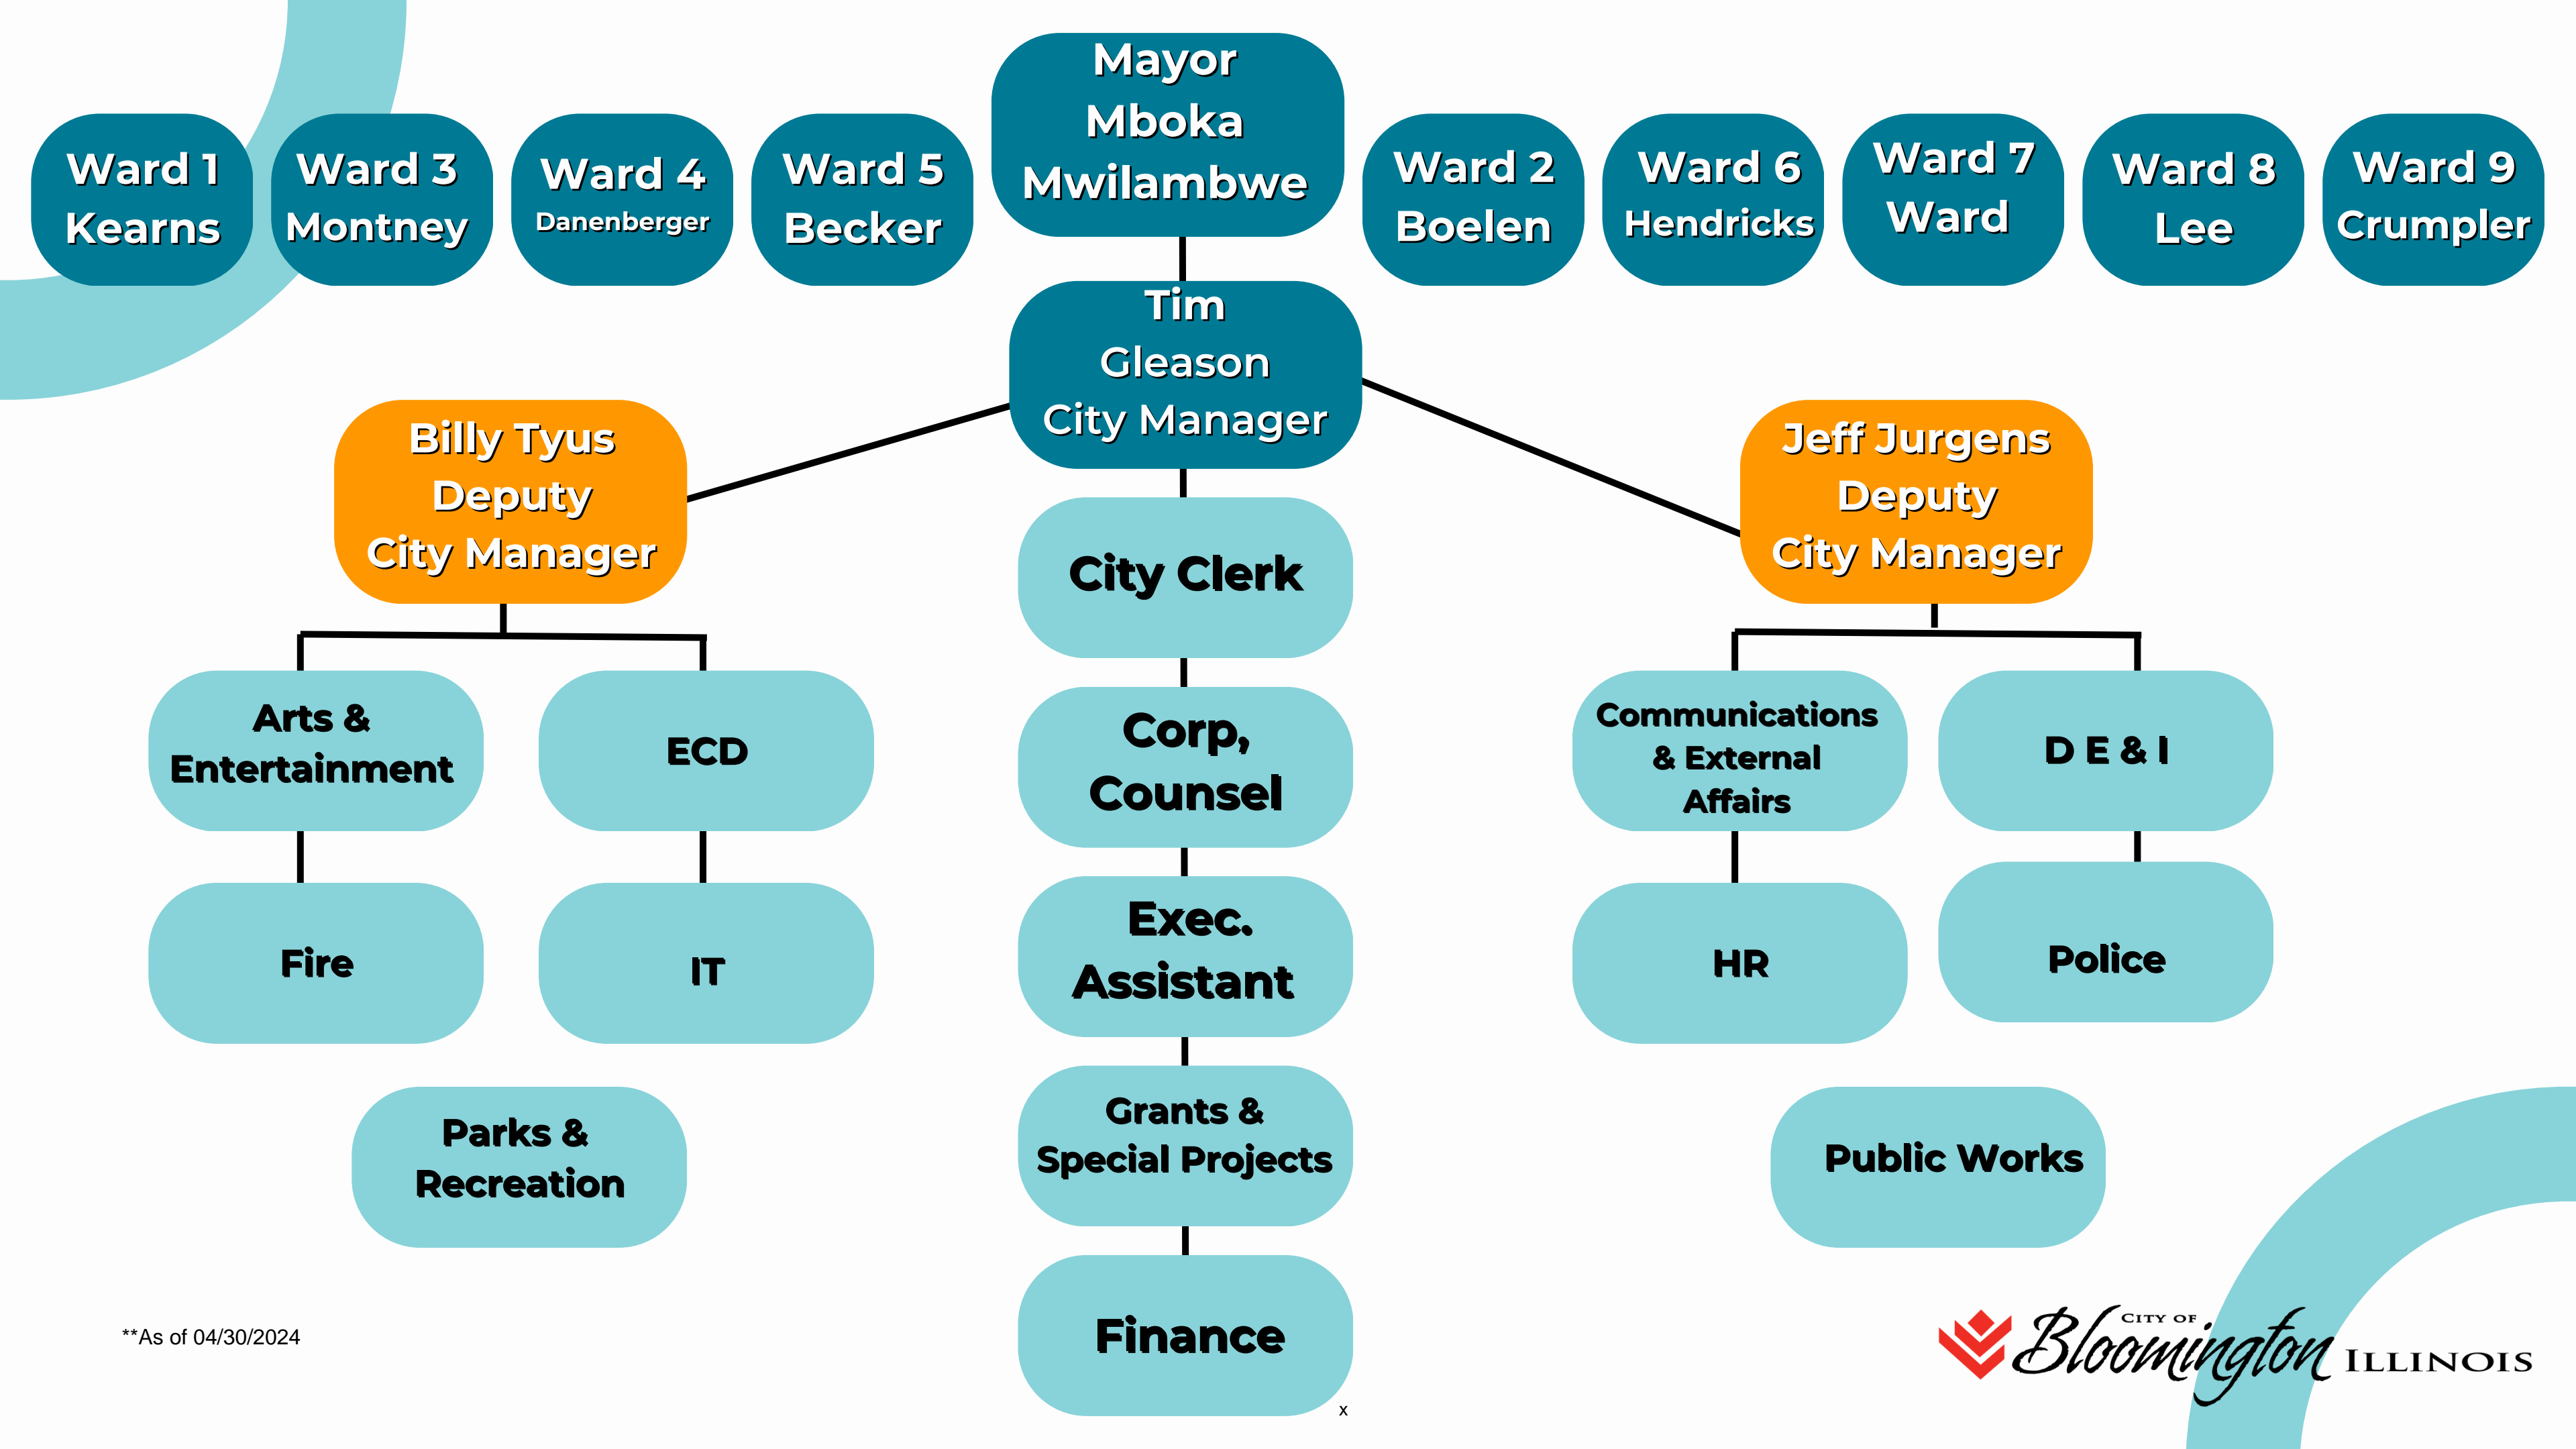 Mayor
Mboka
Mwilambwe
Ward 1
Kearns
Ward 3
Montney
Ward 4
Danenberger
Ward 5
Becker
Ward 2
Boelen
Ward 6
Hendricks
Ward 7
Ward
Ward 8
Lee
Ward 9
Crumpler
Tim
Gleason
City Manager
Billy Tyus
Deputy
City Manager
Jeff Jurgens
Deputy
City Manager
City Clerk
Corp,
Counsel
Exec.
Assistant
Grants &
Special Projects
Finance
Arts &
Entertainment
ECD
Fire
IT
Parks &
Recreation
Communications
& External
Affairs
D E & I
HR
Police
Public Works
**As of 04/30/2024
x
CITY OF
Bloomington ILLINOIS